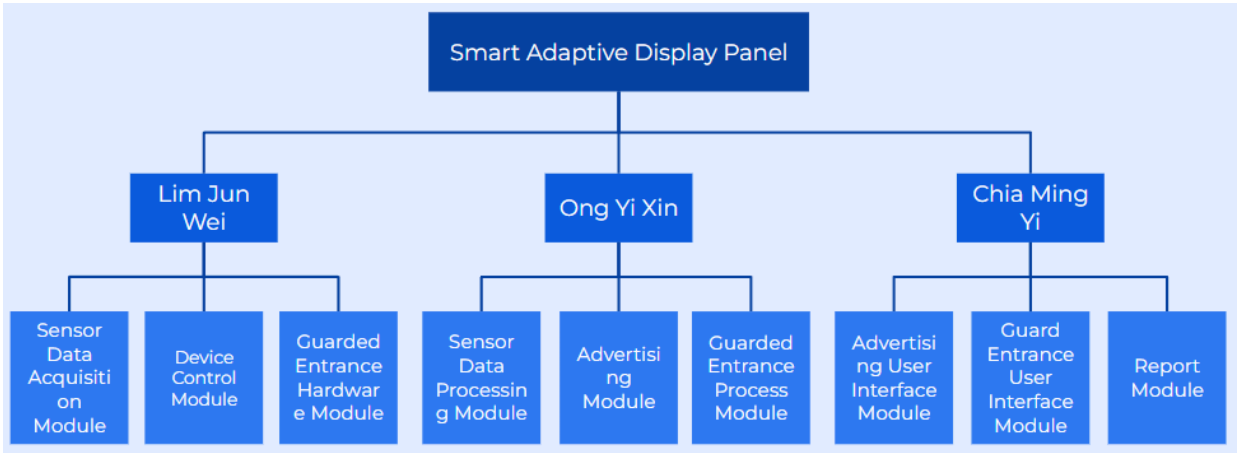 Smart Adaptive Display Panel
Lim Jun
Wei
Ong Yi Xin
Chia Ming
Yi
Sensor
Data
Acquisiti
on
Module
Device
Control
Module
Guarded
Entrance
Hardwar
e Module
Sensor
Data
Processin
g Module
Advertisi
ng
Module
Guarded
Entrance
Process
Module
Advertisi
ng User
Interface
Module
Guard
Entrance
User
Interface
Module
Report
Module